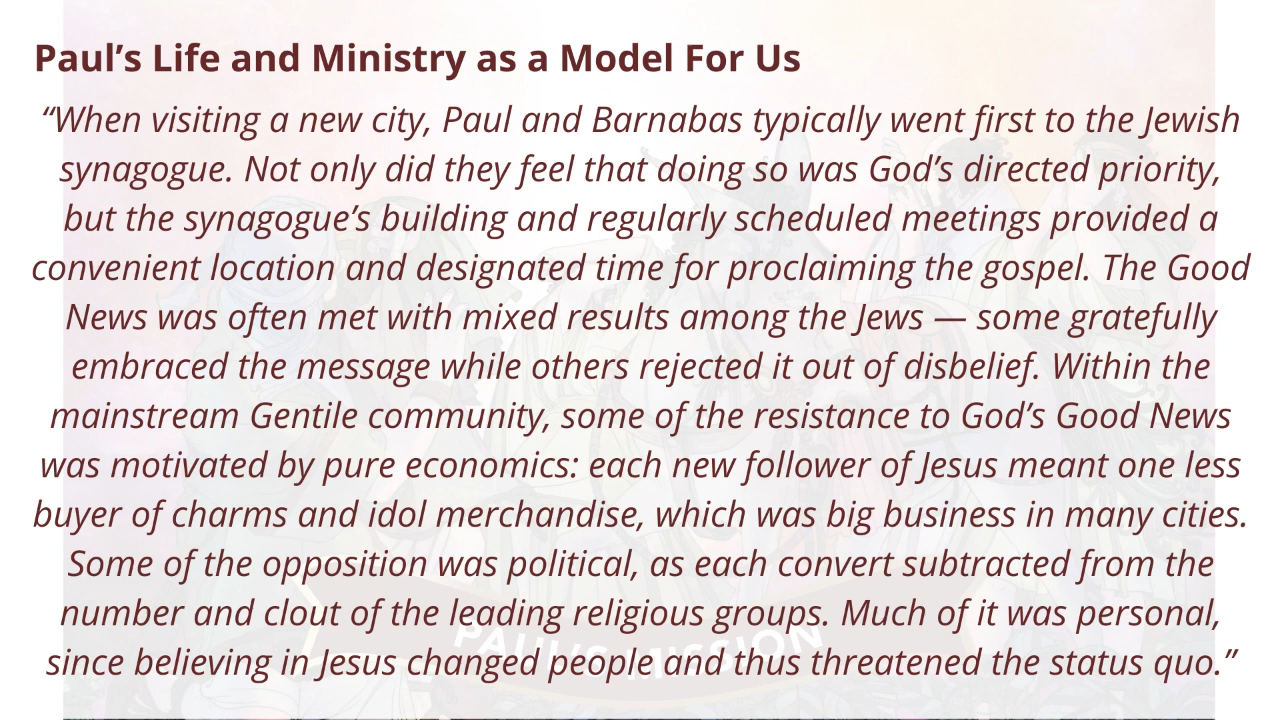 Paul’s Life and Ministry as a Model For Us
“When visiting a new city, Paul and Barnabas typically went first to the Jewish
synagogue. Not only did they feel that doing so was God’s directed priority,
but the synagogue’s building and regularly scheduled meetings provided a
convenient location and designated time for proclaiming the gospel. The Good
News was often met with mixed results among the Jews — some gratefully
embraced the message while others rejected it out of disbelief. Within the
mainstream Gentile community, some of the resistance to God’s Good News
was motivated by pure economics: each new follower of Jesus meant one less
buyer of charms and idol merchandise, which was big business in many cities.
Some of the opposition was political, as each convert subtracted from the
number and clout of the leading religious groups. Much of it was personal,
since believing in Jesus changed people and thus threatened the status quo.”
PAUL'S MISSION